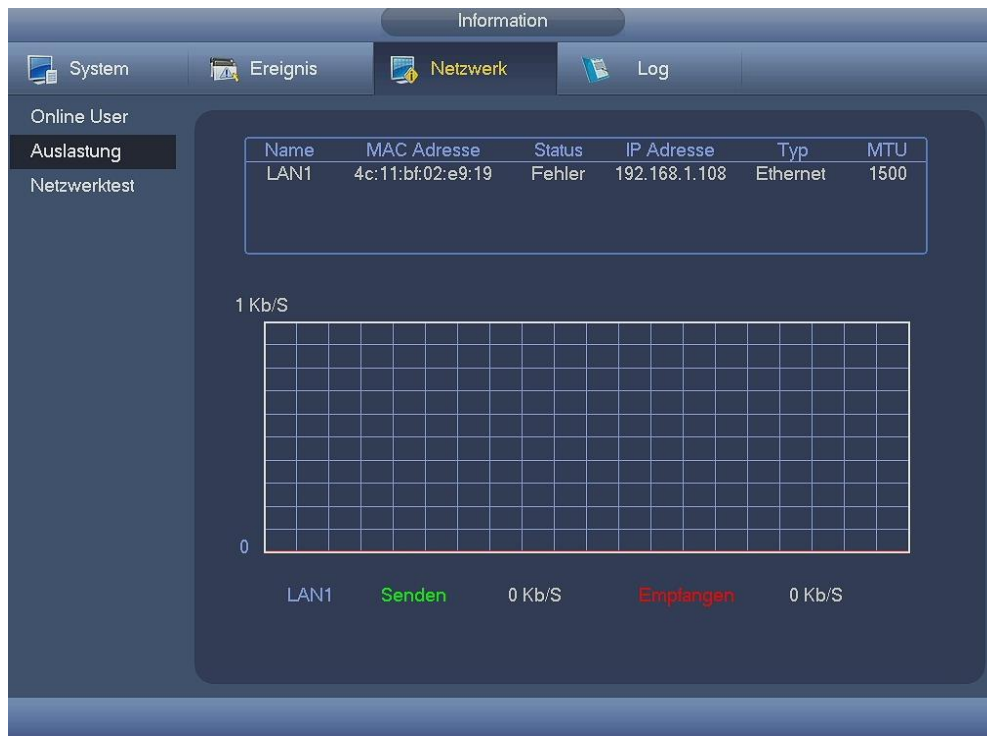 Information
System Ereignis Netzwerk Log
Online User
Auslastung
Netzwerktest
Name MAC Adresse Status IP Adresse Typ MTU
LAN1 4c:11:bf:02:e9:19 Fehler 192.168.1.108 Ethernet 1500
1 Kb/S
0
LAN1 Senden 0 Kb/S Empfangen 0 Kb/S